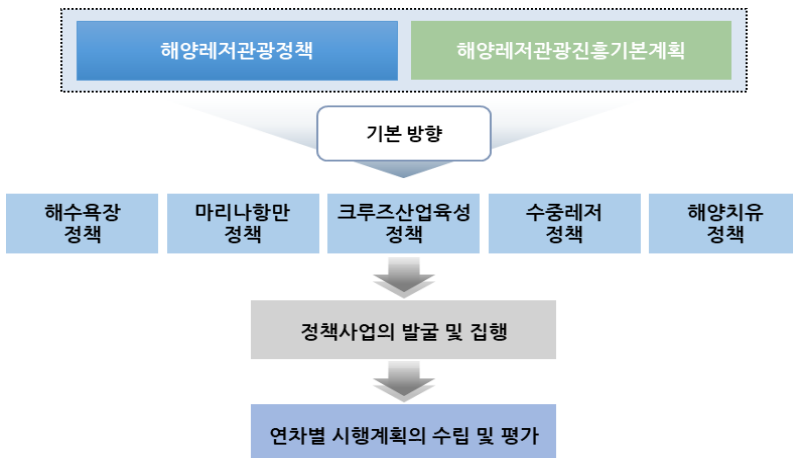 해양레저관광정책
해양레저관광진흥기본계획
기본 방향
해수욕장
정책
마리나항만
정책
크루즈산업육성
정책
수중레저
정책
해양치유
정책
정책사업의 발굴 및 집행
연차별 시행계획의 수립 및 평가